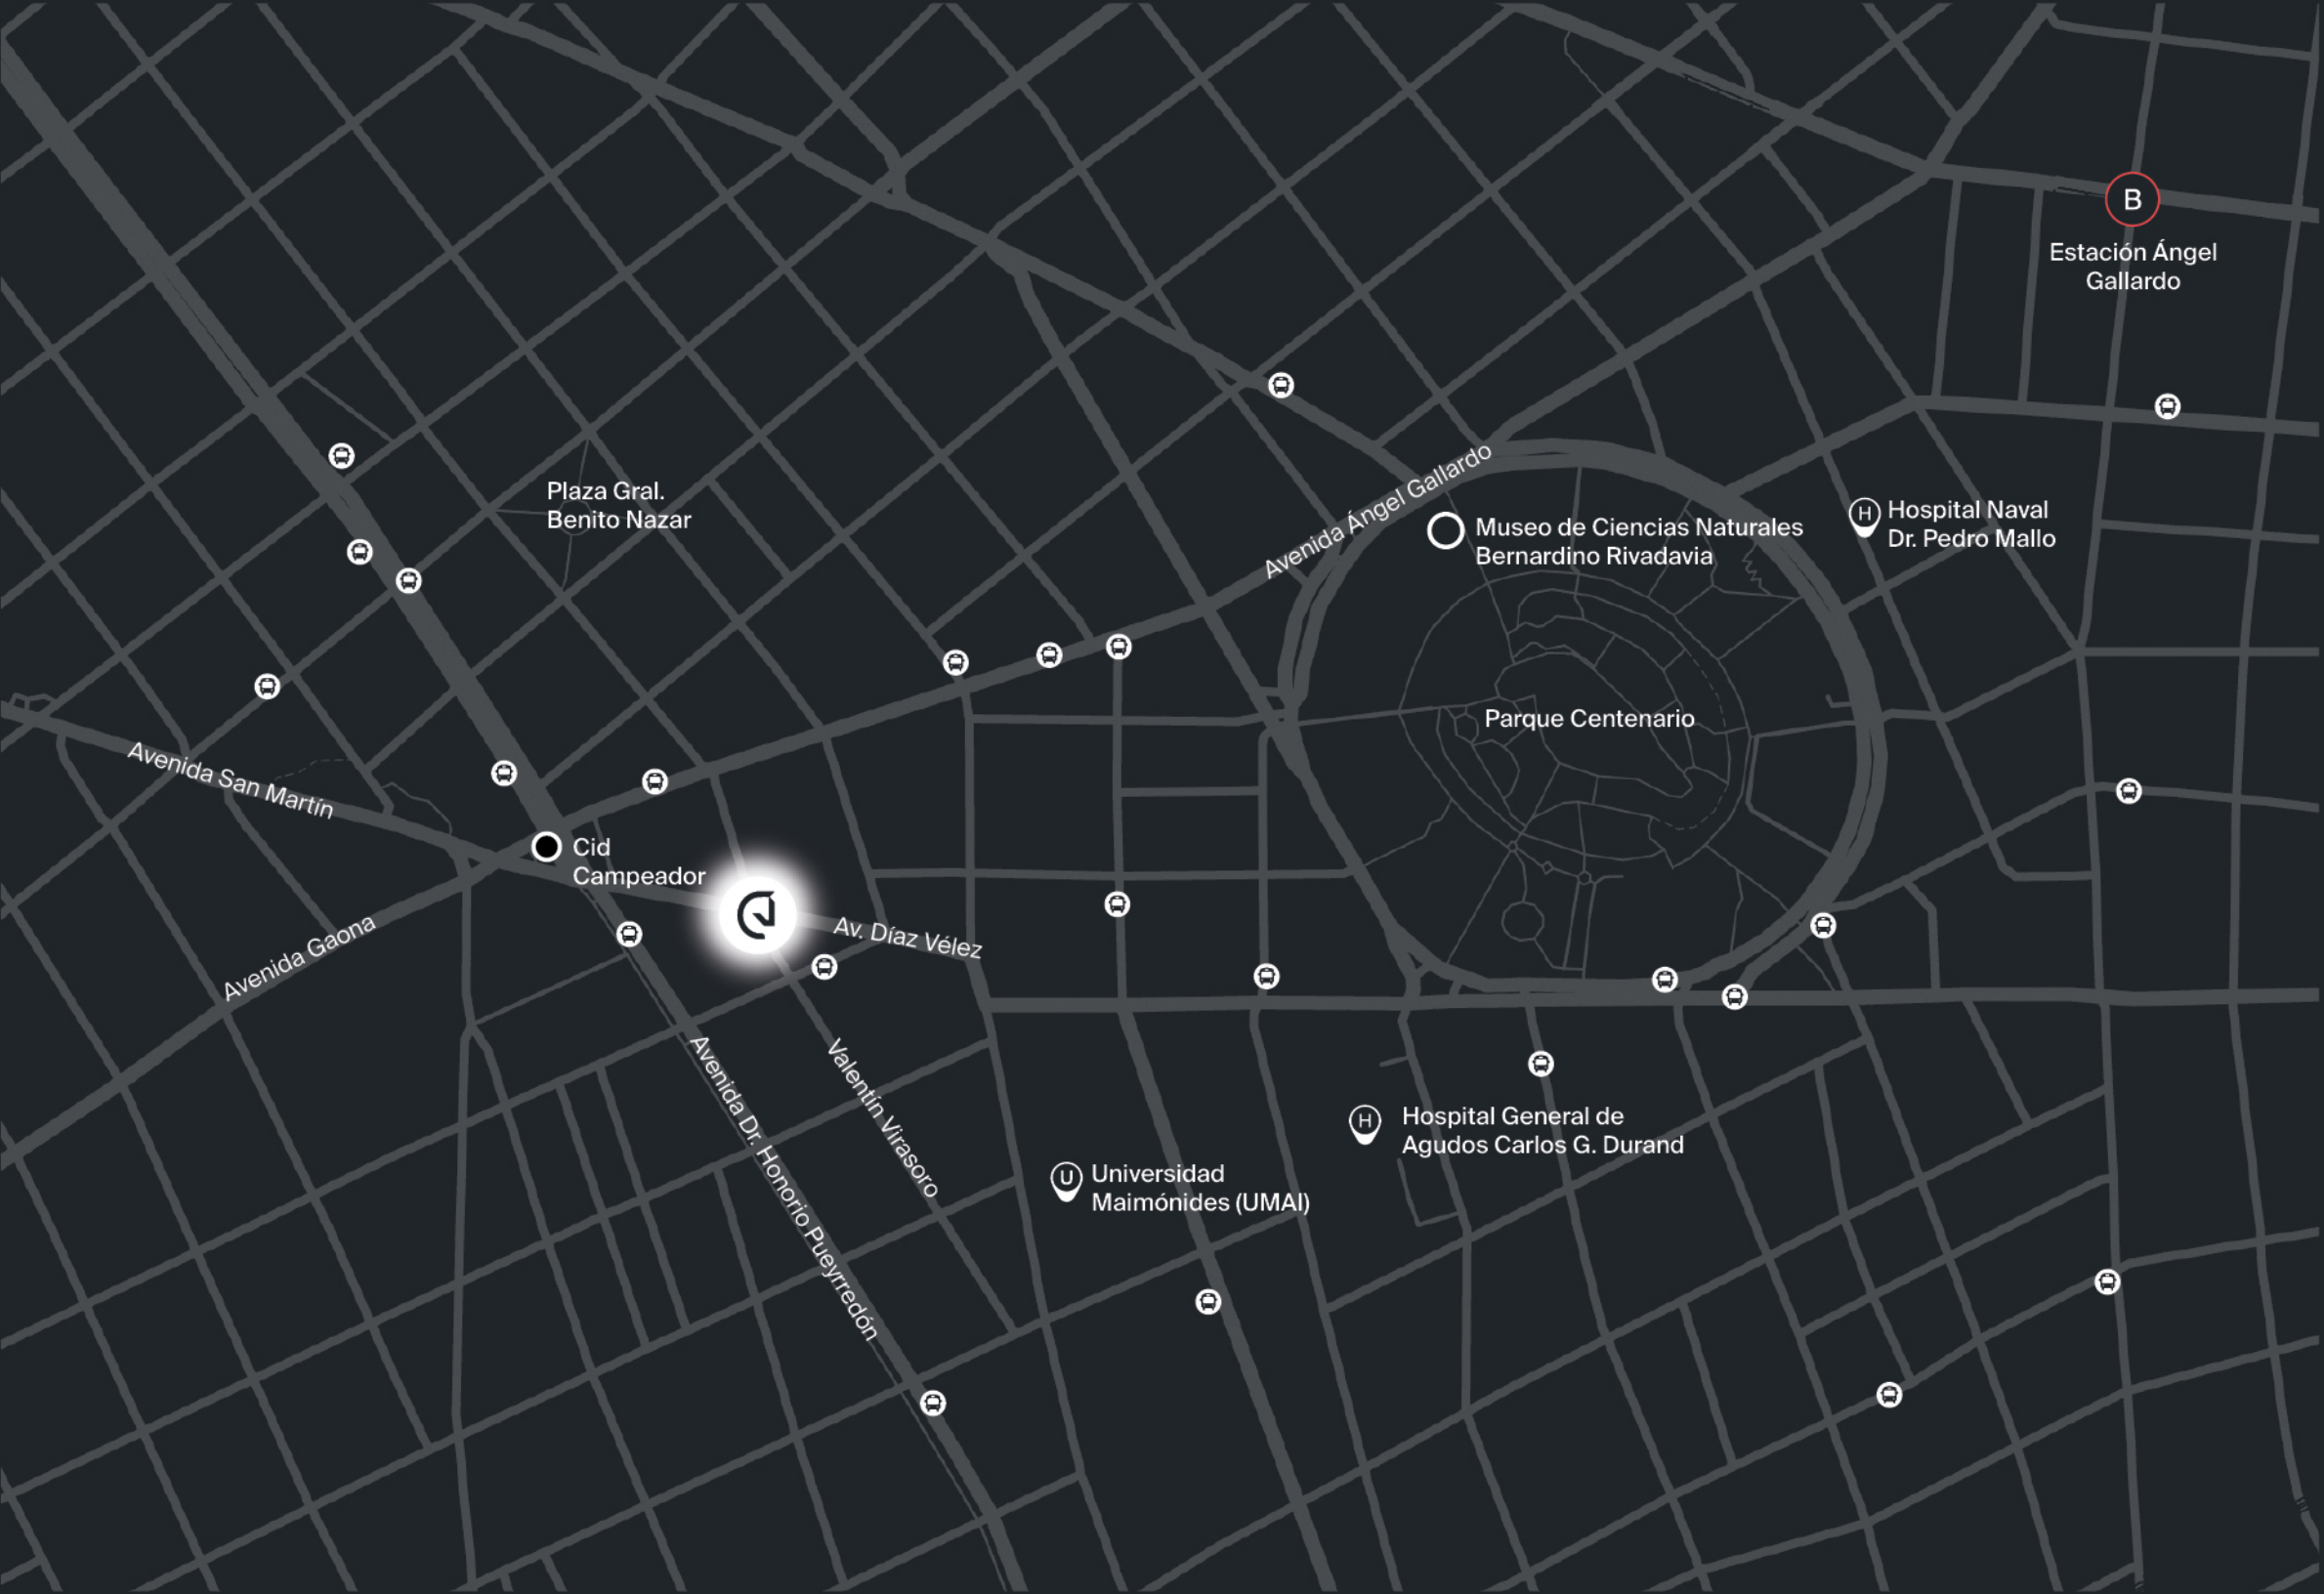 B
Estación Ángel
Gallardo
Plaza Gral.
Benito Nazar
Avenida Ángel Gallardo
Museo de Ciencias Naturales
Bernardino Rivadavia
H
Hospital Naval
Dr. Pedro Mallo
Parque Centenario
Avenida San Martín
Cid
Campeador
Av. Díaz Vélez
Avenida Gaona
Avenida Dr. Honorio Pueyrredón
Valentín Virasoro
H
Hospital General de
Agudos Carlos G. Durand
U
Universidad
Maimónides (UMAI)